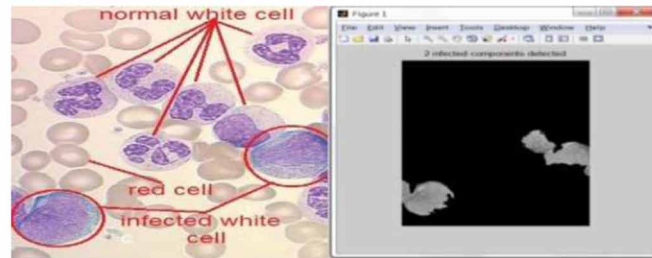 normal white cell
red cell
infected white
cell
Figure 1
File Edit View Insert Tools Desktop Window Help
2 infected components detected